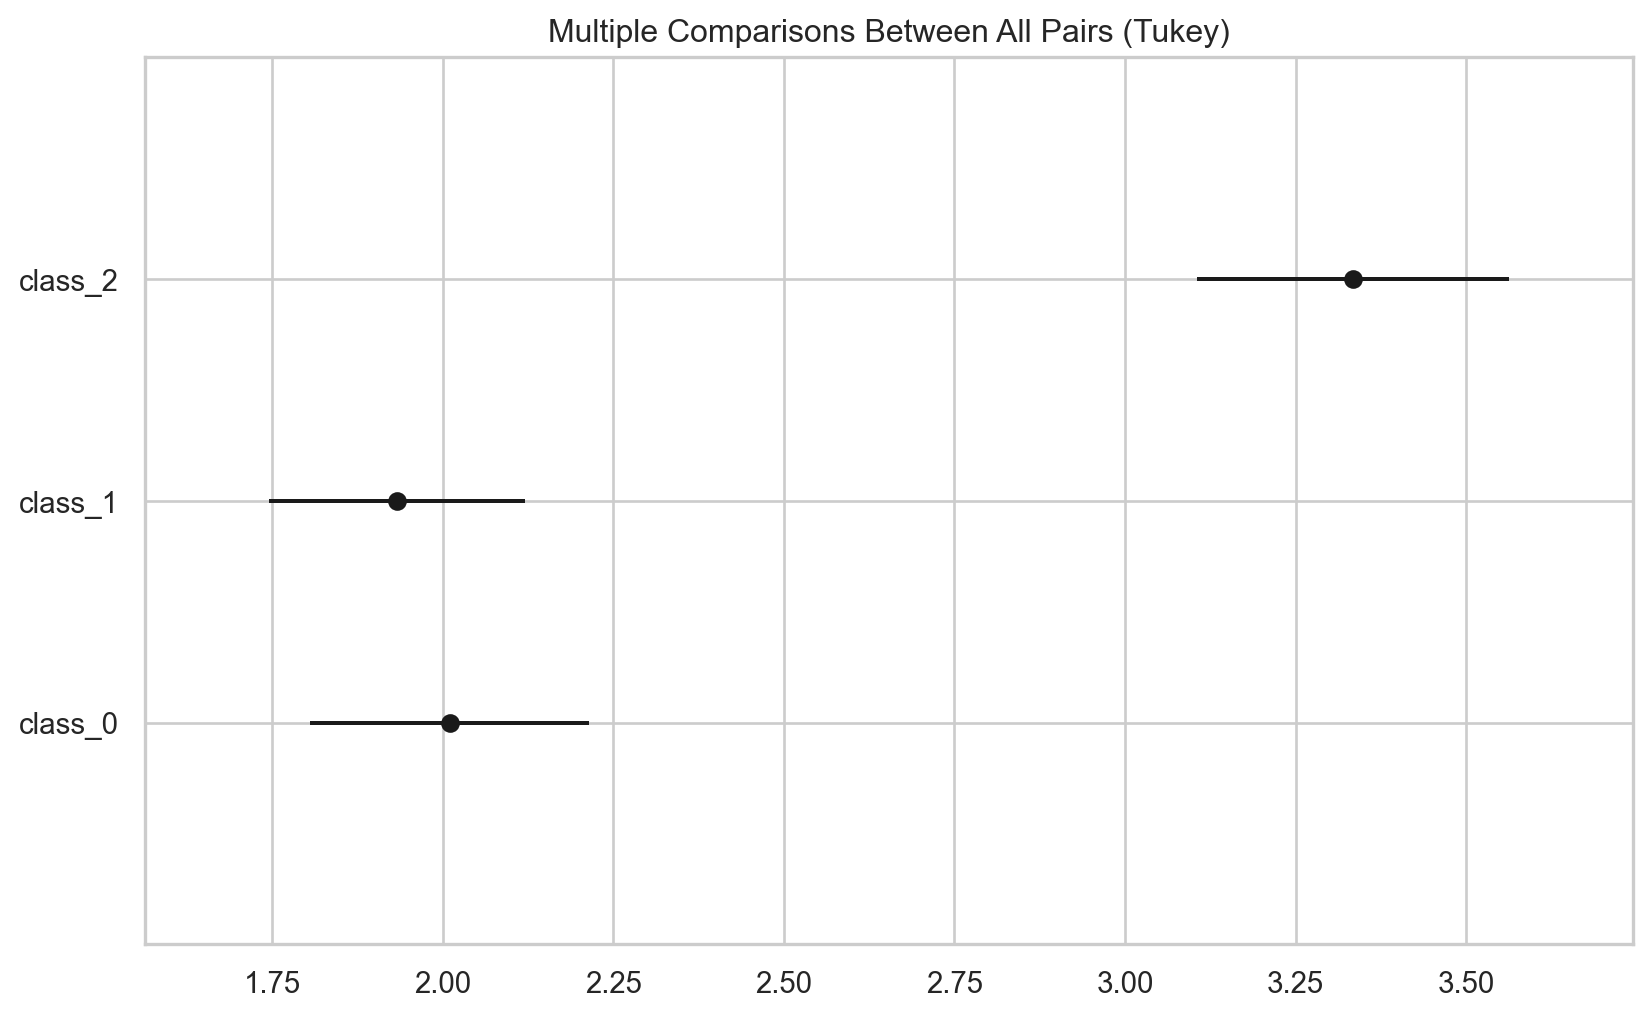 Multiple Comparisons Between All Pairs (Tukey)
class_2
class_1
class_0
1.75 2.00 2.25 2.50 2.75 3.00 3.25 3.50